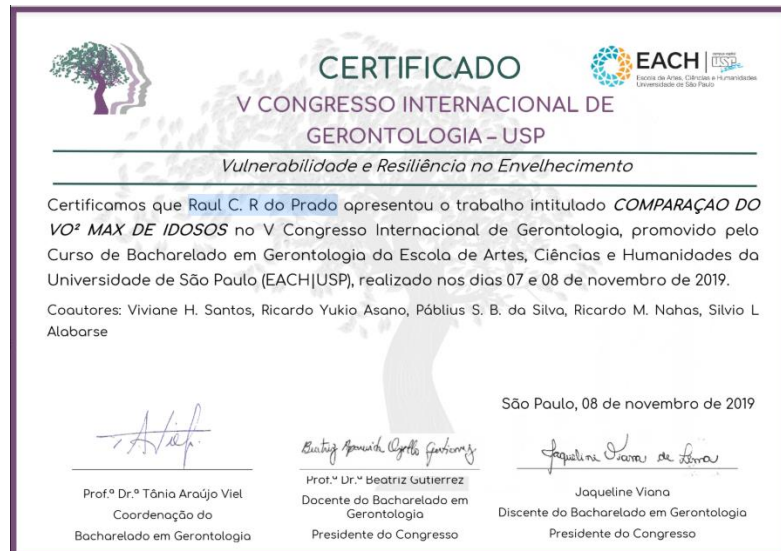 CERTIFICADO
EACH
Escola de Artes, Ciências e Humanidades
Universidade de São Paulo
V CONGRESSO INTERNACIONAL DE
GERONTOLOGIA – USP
Vulnerabilidade e Resiliência no Envelhecimento
Certificamos que Raul C. R do Prado apresentou o trabalho intitulado COMPARAÇAO DO
VO² MAX DE IDOSOS no V Congresso Internacional de Gerontologia, promovido pelo
Curso de Bacharelado em Gerontologia da Escola de Artes, Ciências e Humanidades da
Universidade de São Paulo (EACH|USP), realizado nos dias 07 e 08 de novembro de 2019.
Coautores: Viviane H. Santos, Ricardo Yukio Asano, Páblius S. B. da Silva, Ricardo M. Nahas, Silvio L
Alabarse
São Paulo, 08 de novembro de 2019
Jaqueline Viana de Lima
Prof.ª Dr.ª Tânia Araújo Viel
Coordenação do
Bacharelado em Gerontologia
Prof.ª Dr.ª Beatriz Gutierrez
Docente do Bacharelado em
Gerontologia
Presidente do Congresso
Jaqueline Viana
Discente do Bacharelado em Gerontologia
Presidente do Congresso